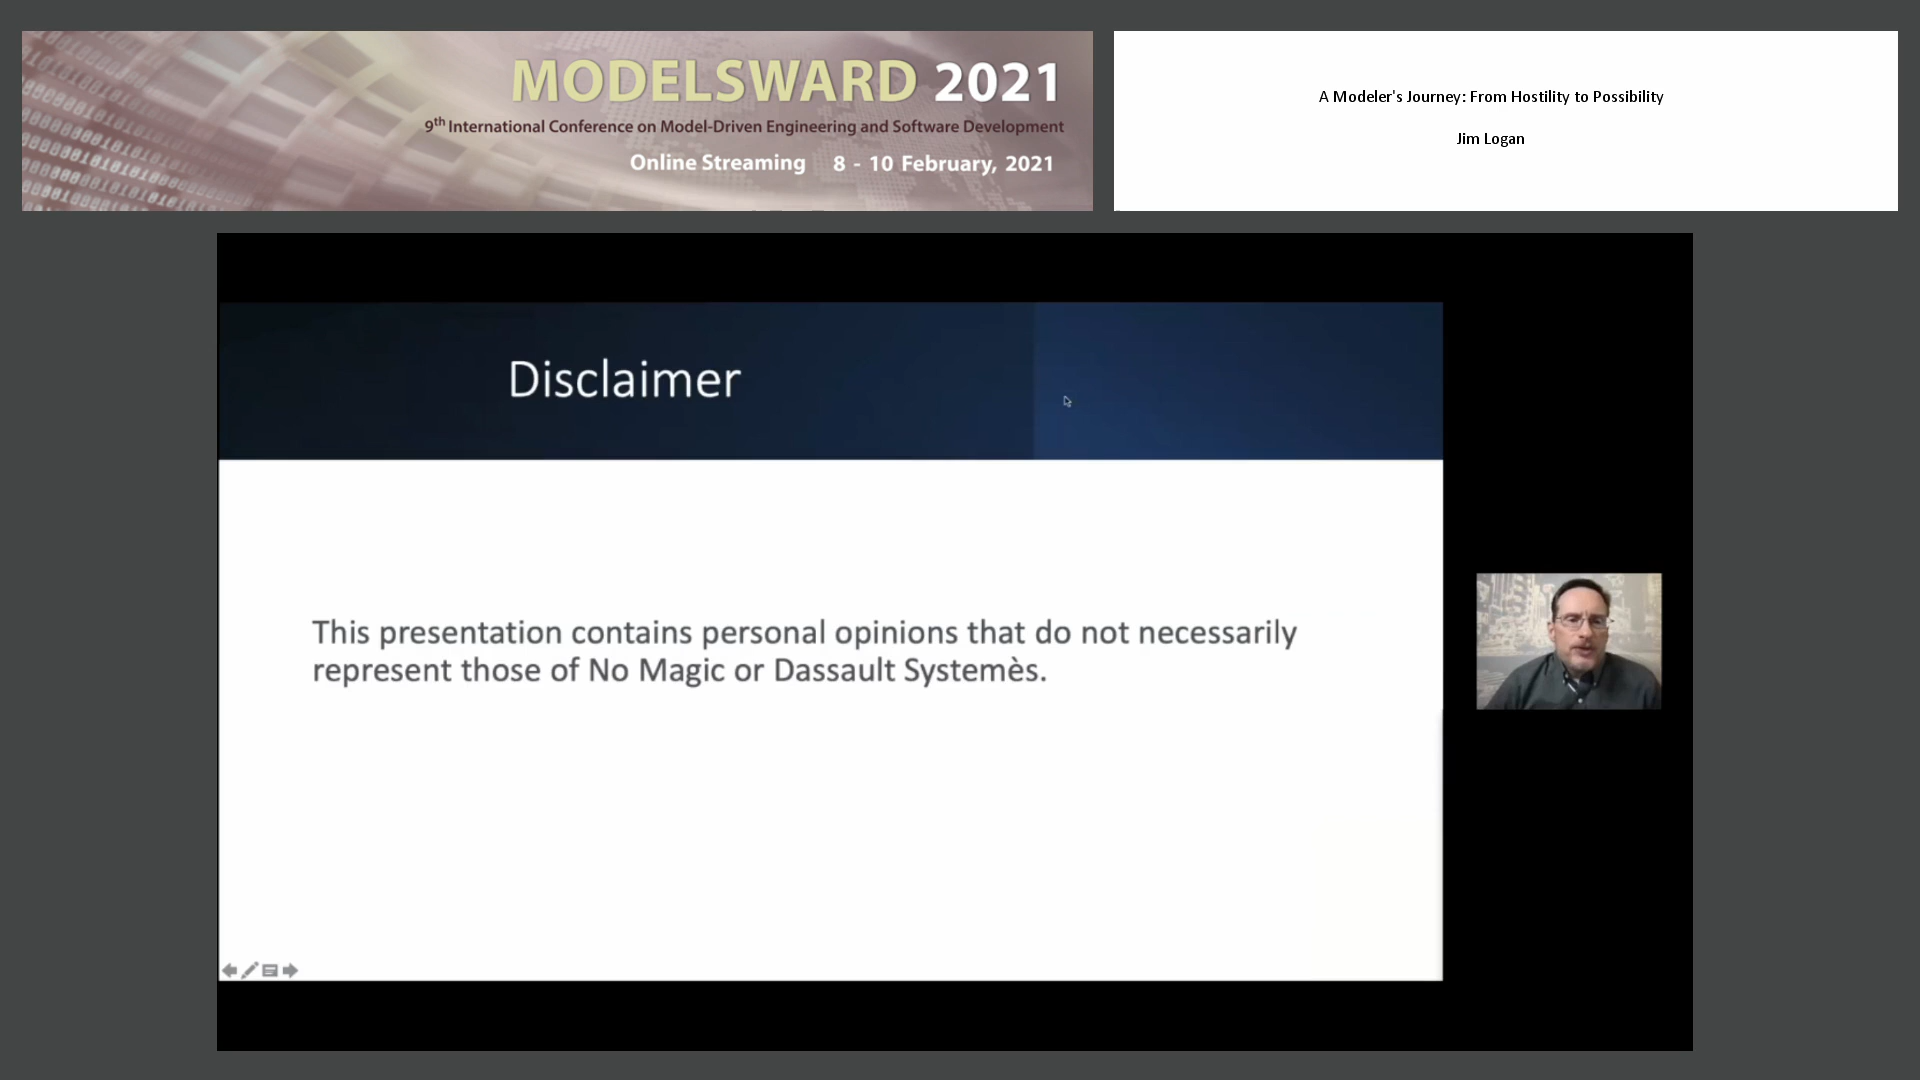 MODELSWARD 2021
9th International Conference on Model-Driven Engineering and Software Development
Online Streaming 8 - 10 February, 2021
A Modeler's Journey: From Hostility to Possibility
Jim Logan
Disclaimer
This presentation contains personal opinions that do not necessarily
represent those of No Magic or Dassault Systemès.